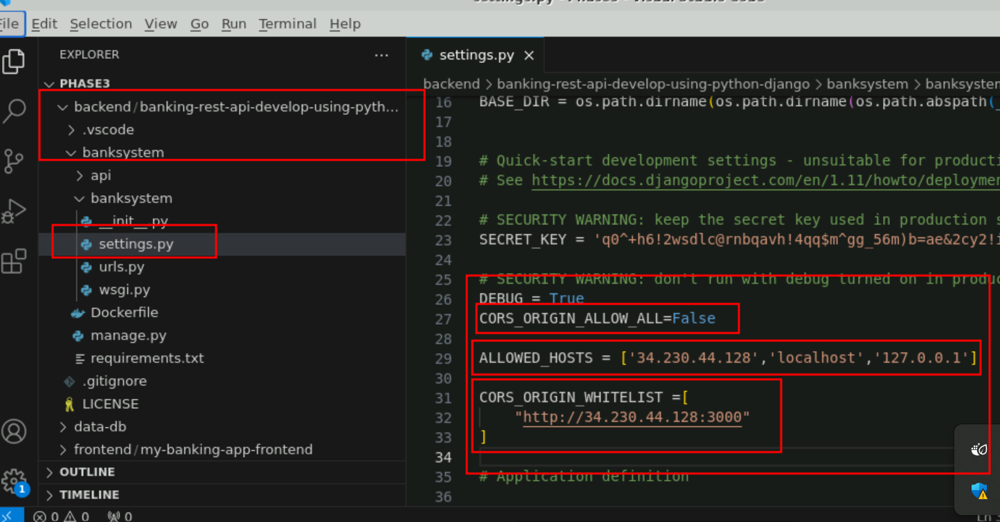 settings.py - Phase3 - Visual Studio Code
File Edit Selection View Go Run Terminal Help
EXPLORER
PHASE3
backend/banking-rest-api-develop-using-pyth...
.vscode
banksystem
api
banksystem
__init__.py
settings.py
urls.py
wsgi.py
Dockerfile
manage.py
requirements.txt
.gitignore
LICENSE
data-db
frontend/my-banking-app-frontend
OUTLINE
TIMELINE
1
0 0 0
settings.py
backend > banking-rest-api-develop-using-python-django > banksystem > banksystem
16 BASE_DIR = os.path.dirname(os.path.dirname(os.path.abspath(_
17
18
19 # Quick-start development settings - unsuitable for producti
20 # See https://docs.djangoproject.com/en/1.11/howto/deploymen
21
22 # SECURITY WARNING: keep the secret key used in production s
23 SECRET_KEY = 'q0^+h6!2wsdlc@rnbqavh!4qq$m^gg_56m)b=ae&2cy2!i
24
25 # SECURITY WARNING: don't run with debug turned on in produc
26 DEBUG = True
27 CORS_ORIGIN_ALLOW_ALL=False
28
29 ALLOWED_HOSTS = ['34.230.44.128','localhost','127.0.0.1']
30
31 CORS_ORIGIN_WHITELIST =[
32 "http://34.230.44.128:3000"
33 ]
34
35 # Application definition
36